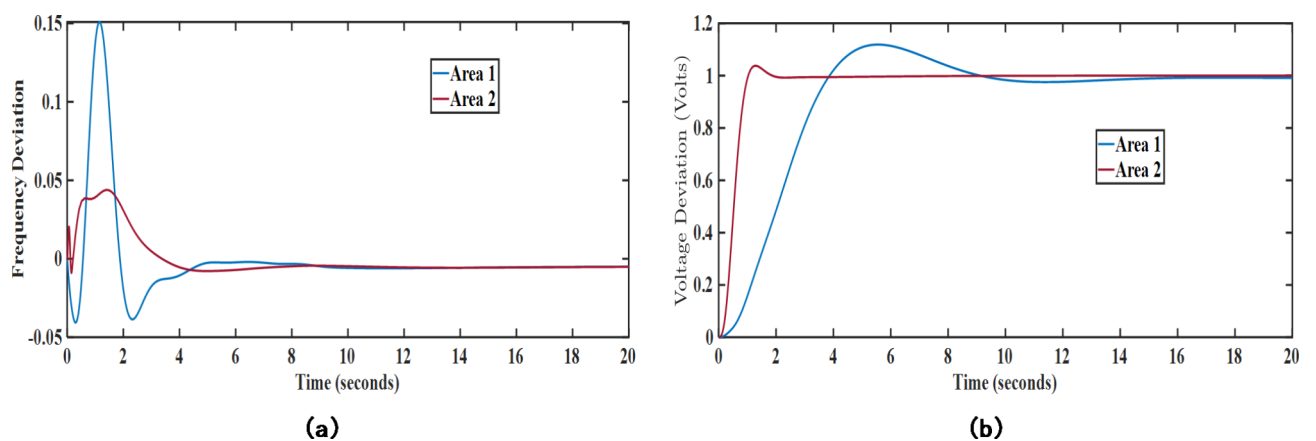 0.15
0.1
0.05
0
-0.05
Frequency Deviation
Area 1
Area 2
0 2 4 6 8 10 12 14 16 18 20
Time (seconds)
(a)
1.2
1
0.8
0.6
0.4
0.2
0
Voltage Deviation (Volts)
Area 1
Area 2
0 2 4 6 8 10 12 14 16 18 20
Time (seconds)
(b)